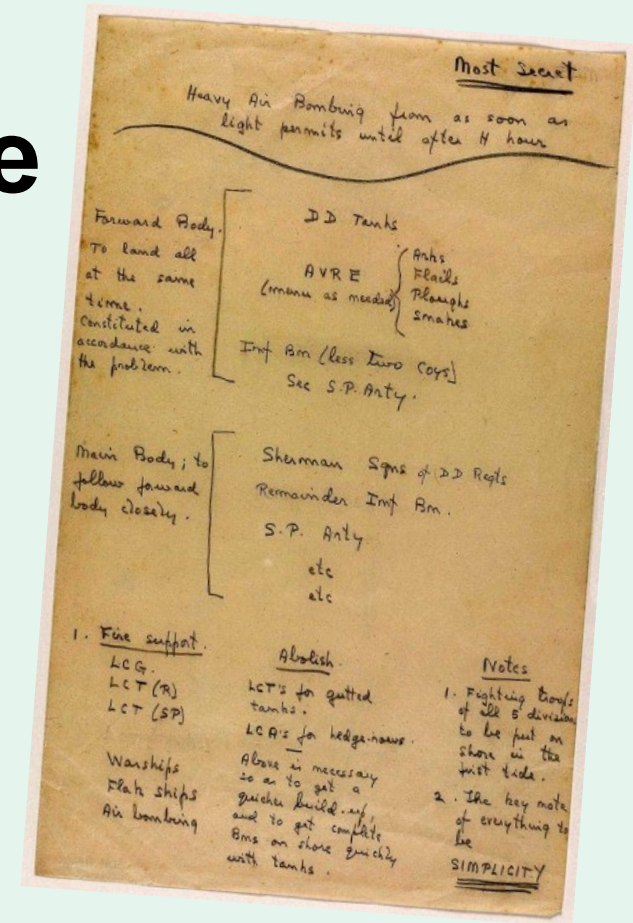 e
Most Secret
Heavy Air Bombing from as soon as
light permits until after H hour
Forward Body.
To land all
at the same
time.
Constituted in
accordance with
the problem.
DD Tanks
AVRE
(menu as needed)
Arks
Flails
Ploughs
Snakes
Inf Bn (less two Coys)
Sec S.P. Arty.
Main Body; to
follow forward
body closely.
Sherman Sqns of DD Regts
Remainder Inf Bn.
S.P. Arty
etc
etc
1. Fire support.
LCG.
LCT (R)
LCT (SP)
Warships
Flak ships
Air bombing
Abolish.
LCT's for gutted
tanks.
LCA's for hedge-rows.
Above is necessary
so as to get a
quicker build-up,
and to get complete
Bns on shore quickly
with tanks.
Notes
1. Fighting troops
of all 5 divisions
to be put on
shore in the
first tide.
2. The key note
of everything to
be
SIMPLICITY